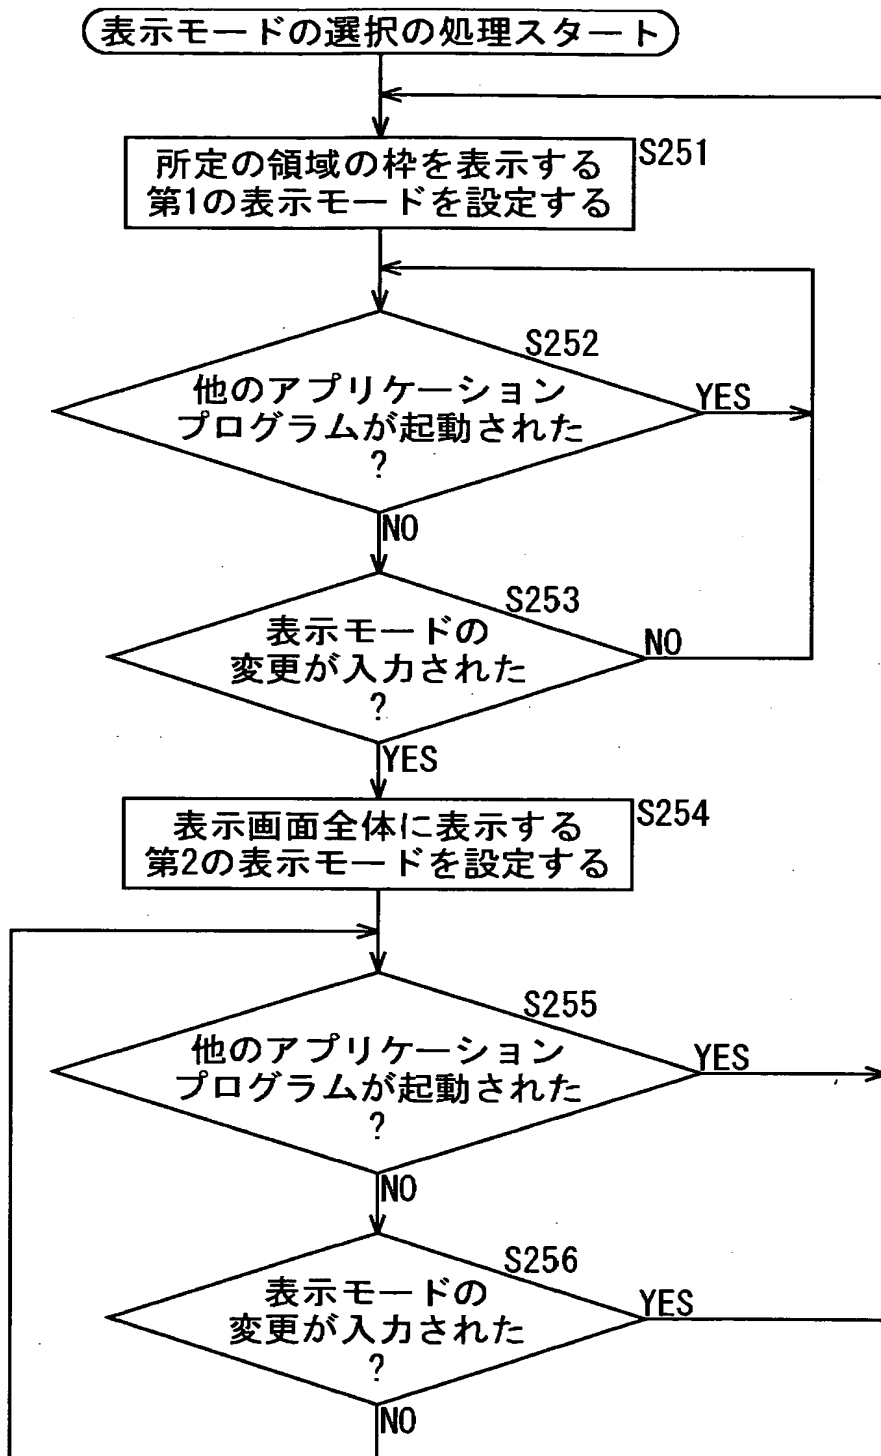 表示モードの選択の処理スタート
所定の領域の枠を表示する
第1の表示モードを設定する
S251
S252
他のアプリケーション
プログラムが起動された
?
YES
NO
S253
表示モードの
変更が入力された
?
NO
YES
表示画面全体に表示する
第2の表示モードを設定する
S254
S255
他のアプリケーション
プログラムが起動された
?
YES
NO
S256
表示モードの
変更が入力された
?
YES
NO